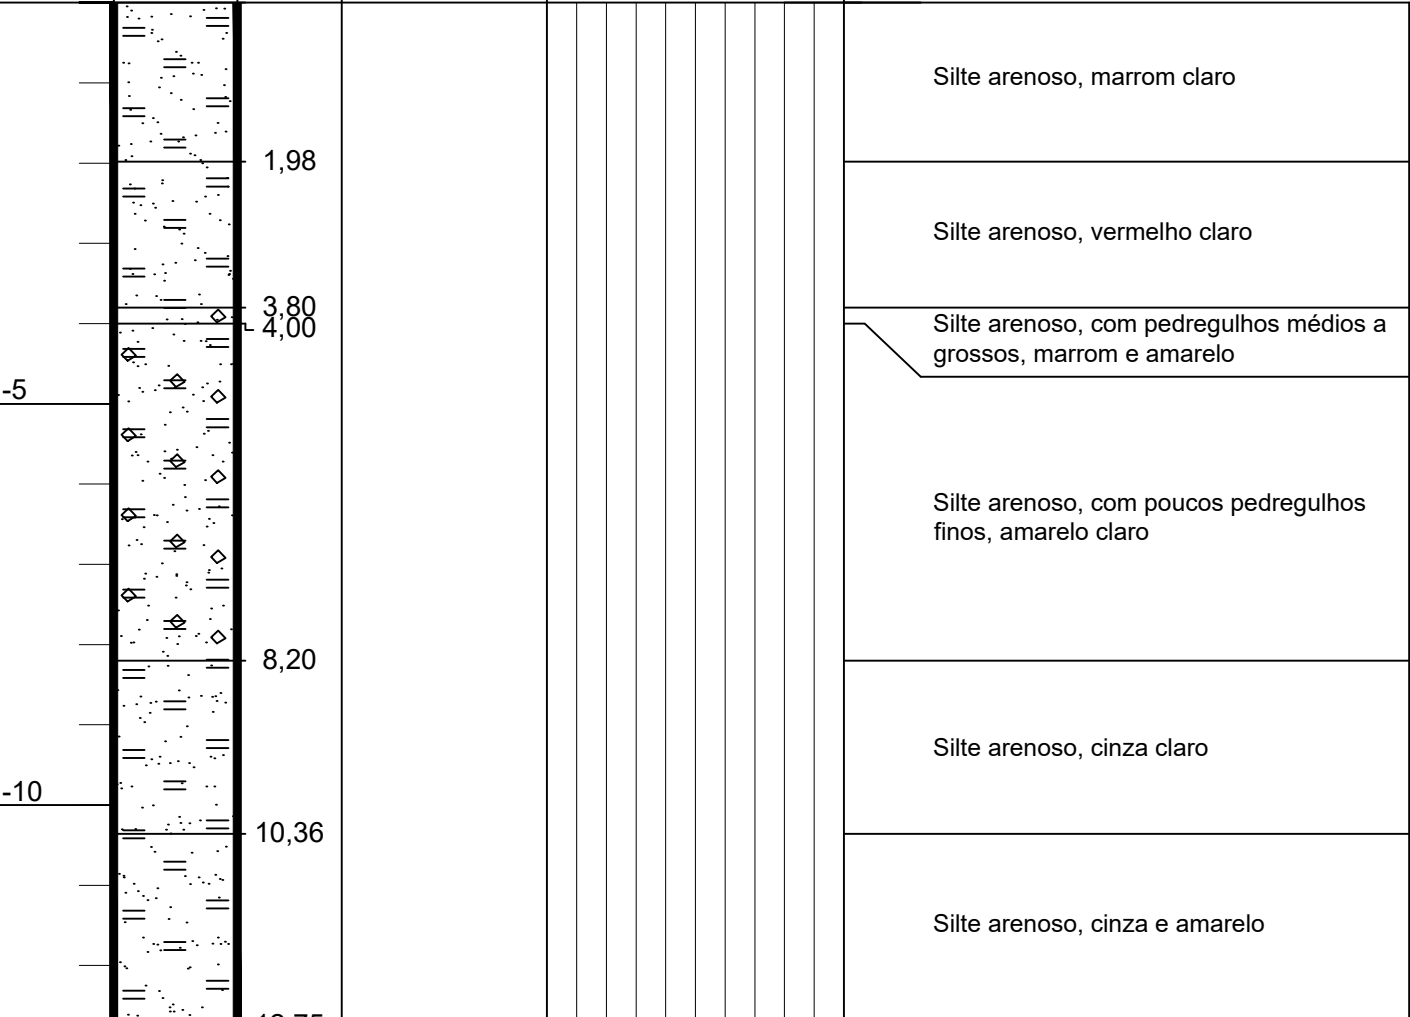 Silte arenoso, marrom claro
1,98
Silte arenoso, vermelho claro
3,80
4,00
Silte arenoso, com pedregulhos médios a
grossos, marrom e amarelo
-5
Silte arenoso, com poucos pedregulhos
finos, amarelo claro
8,20
Silte arenoso, cinza claro
-10
10,36
Silte arenoso, cinza e amarelo